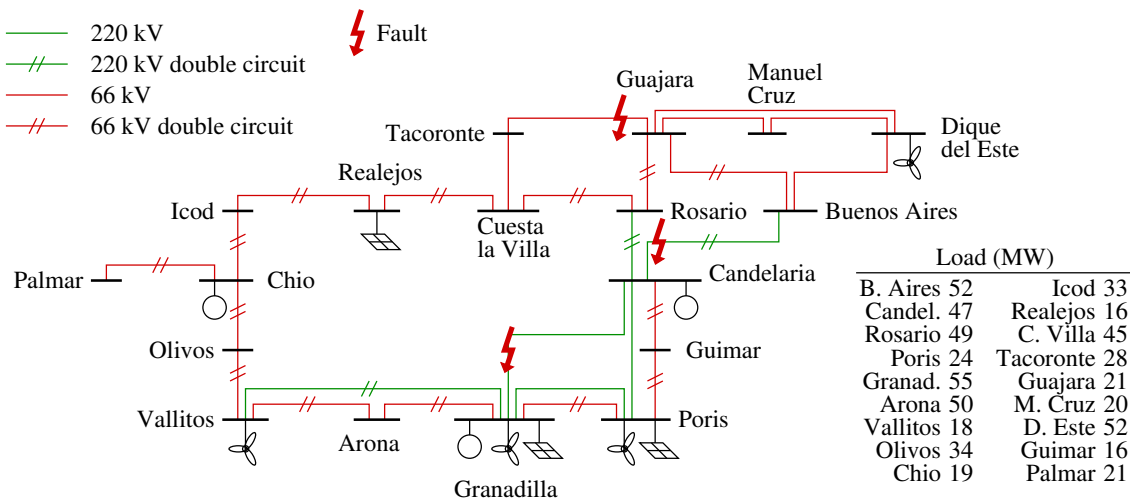 220 kV
Fault
220 kV double circuit
66 kV
66 kV double circuit
Guajara
Manuel
Cruz
Tacoronte
Dique
del Este
Realejos
Icod
Cuesta
la Villa
Rosario
Buenos Aires
Palmar
Chio
Candelaria
Olivos
Guimar
Vallitos
Arona
Granadilla
Poris
Load (MW)
B. Aires 52 Icod 33
Candel. 47 Realejos 16
Rosario 49 C. Villa 45
Poris 24 Tacoronte 28
Granad. 55 Guajara 21
Arona 50 M. Cruz 20
Vallitos 18 D. Este 52
Olivos 34 Guimar 16
Chio 19 Palmar 21